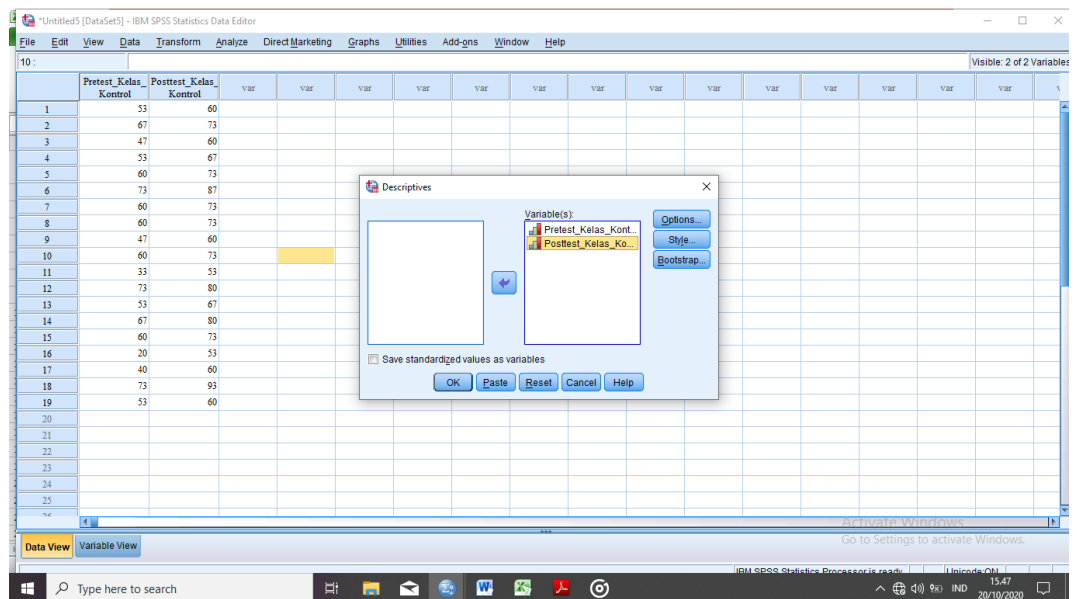 *Untitled5 [DataSet5] - IBM SPSS Statistics Data Editor
File Edit View Data Transform Analyze Direct Marketing Graphs Utilities Add-ons Window Help
10 : Visible: 2 of 2 Variables
Pretest_Kelas_Kontrol Posttest_Kelas_Kontrol var var var var var var var var var var var var var var
1 53 60
2 67 73
3 47 60
4 53 67
5 60 73
6 73 87
7 60 73
8 60 73
9 47 60
10 60 73
11 33 53
12 73 80
13 53 67
14 67 80
15 60 73
16 20 53
17 40 60
18 73 93
19 53 60
20
21
22
23
24
25
26
Descriptives
Variable(s):
Pretest_Kelas_Kont...
Posttest_Kelas_Ko...
Options...
Style...
Bootstrap...
Save standardized values as variables
OK Paste Reset Cancel Help
Activate Windows
Go to Settings to activate Windows.
Data View Variable View
IBM SPSS Statistics Processor is ready Unicode:ON
Type here to search
IND
15.47
20/10/2020